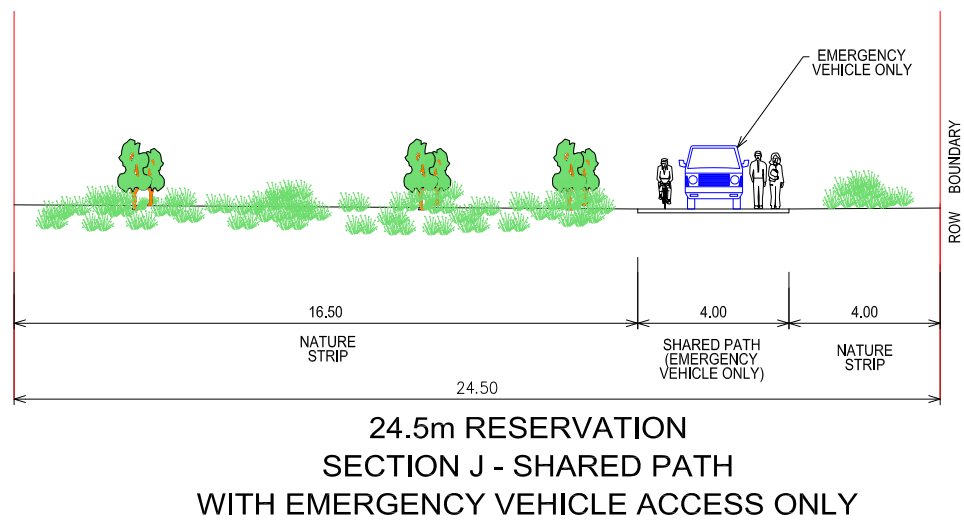 EMERGENCY
VEHICLE ONLY
ROW BOUNDARY
16.50
4.00
4.00
NATURE
STRIP
SHARED PATH
(EMERGENCY
VEHICLE ONLY)
NATURE
STRIP
24.50
24.5m RESERVATION
SECTION J - SHARED PATH
WITH EMERGENCY VEHICLE ACCESS ONLY